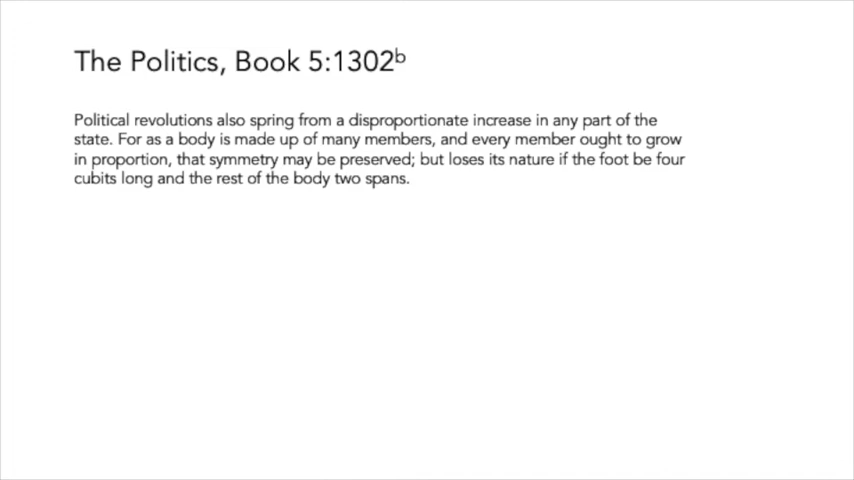 The Politics, Book 5:1302ᵇ
Political revolutions also spring from a disproportionate increase in any part of the
state. For as a body is made up of many members, and every member ought to grow
in proportion, that symmetry may be preserved; but loses its nature if the foot be four
cubits long and the rest of the body two spans.